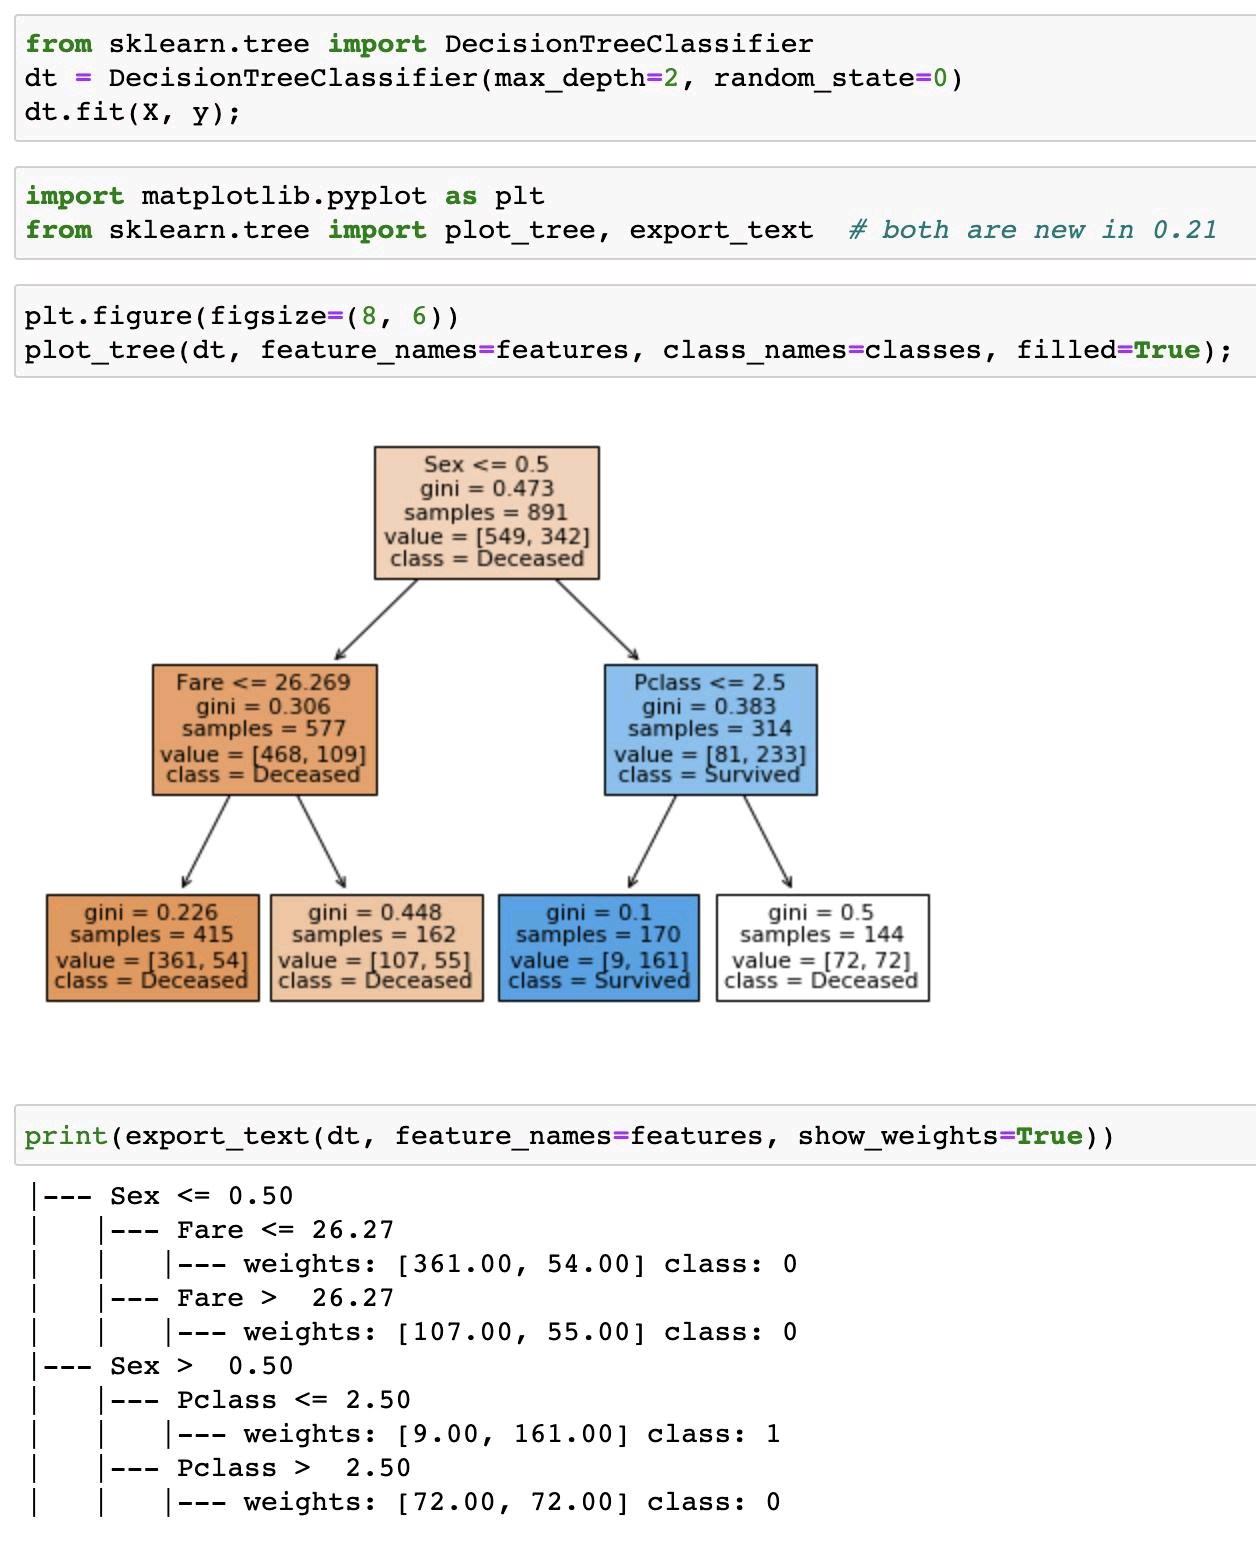 from sklearn.tree import DecisionTreeClassifier
dt = DecisionTreeClassifier(max_depth=2, random_state=0)
dt.fit(X, y);
import matplotlib.pyplot as plt
from sklearn.tree import plot_tree, export_text  # both are new in 0.21
plt.figure(figsize=(8, 6))
plot_tree(dt, feature_names=features, class_names=classes, filled=True);
Sex <= 0.5
gini = 0.473
samples = 891
value = [549, 342]
class = Deceased
Fare <= 26.269
gini = 0.306
samples = 577
value = [468, 109]
class = Deceased
Pclass <= 2.5
gini = 0.383
samples = 314
value = [81, 233]
class = Survived
gini = 0.226
samples = 415
value = [361, 54]
class = Deceased
gini = 0.448
samples = 162
value = [107, 55]
class = Deceased
gini = 0.1
samples = 170
value = [9, 161]
class = Survived
gini = 0.5
samples = 144
value = [72, 72]
class = Deceased
print(export_text(dt, feature_names=features, show_weights=True))
|--- Sex <= 0.50
|   |--- Fare <= 26.27
|   |   |--- weights: [361.00, 54.00] class: 0
|   |--- Fare >  26.27
|   |   |--- weights: [107.00, 55.00] class: 0
|--- Sex >  0.50
|   |--- Pclass <= 2.50
|   |   |--- weights: [9.00, 161.00] class: 1
|   |--- Pclass >  2.50
|   |   |--- weights: [72.00, 72.00] class: 0